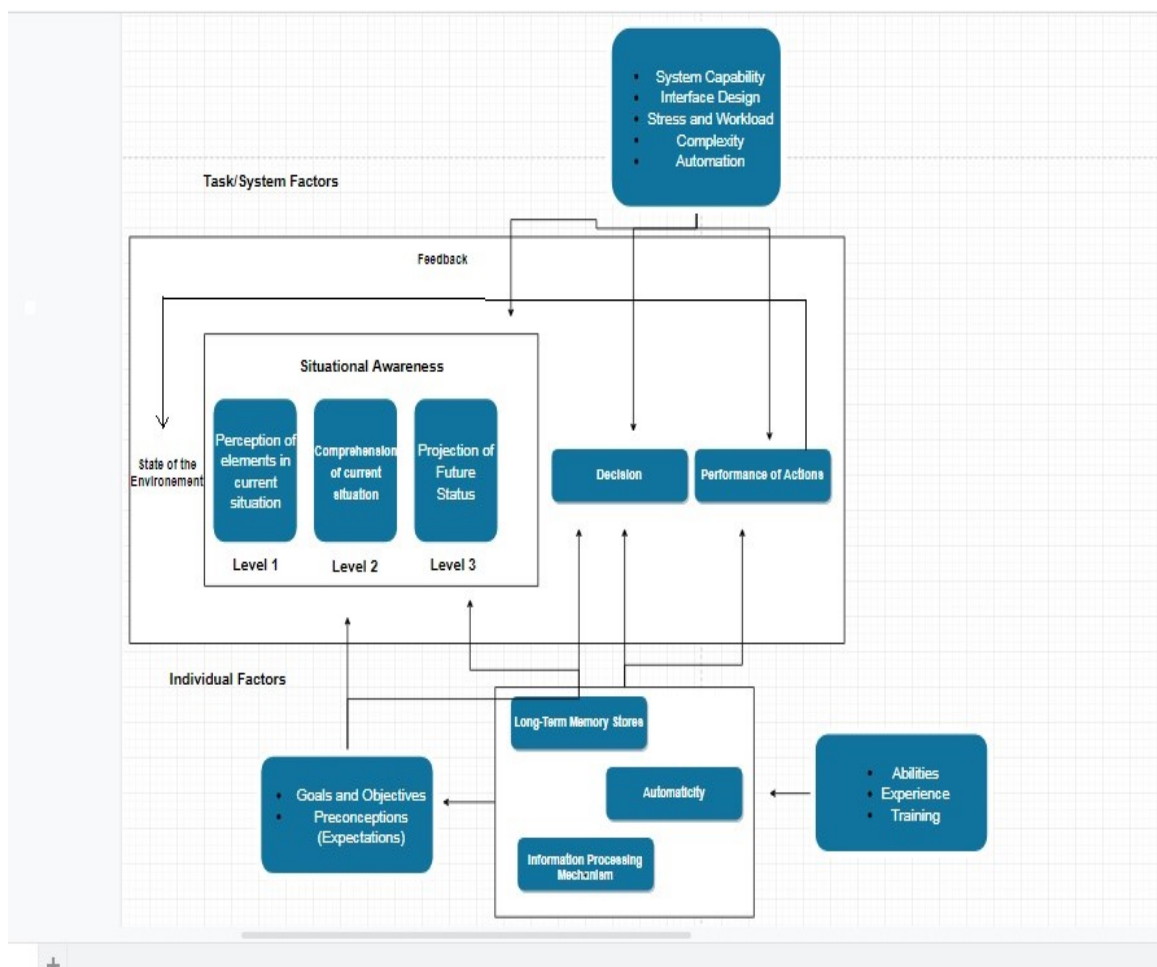 System Capability
Interface Design
Stress and Workload
Complexity
Automation
Task/System Factors
Feedback
Situational Awareness
Perception of
elements in
current
situation
Comprehension
of current
situation
Projection of
Future
Status
State of the
Environement
Decision
Performance of Actions
Level 1
Level 2
Level 3
Individual Factors
Long-Term Memory Stores
Automaticity
Information Processing
Mechanism
Goals and Objectives
Preconceptions
(Expectations)
Abilities
Experience
Training